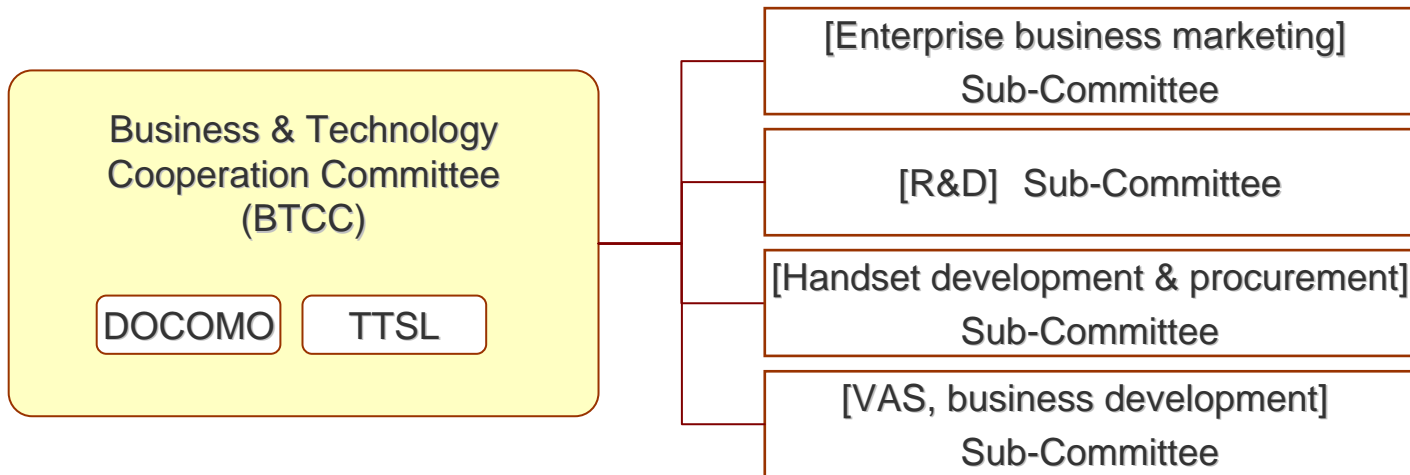 Business & Technology
Cooperation Committee
(BTCC)
DOCOMO TTSL
[Enterprise business marketing]
Sub-Committee
[R&D] Sub-Committee
[Handset development & procurement]
Sub-Committee
[VAS, business development]
Sub-Committee